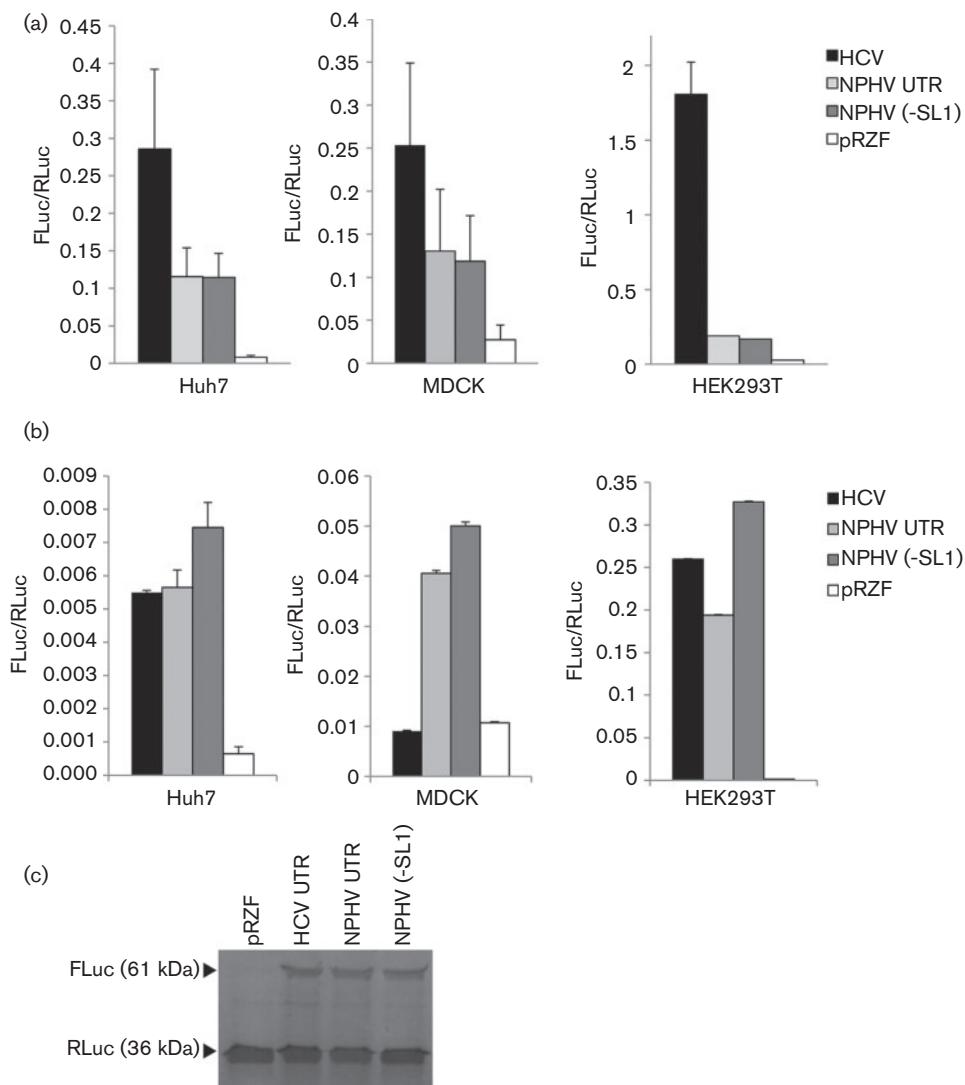 (a)
0.45
0.4
0.35
0.3
0.25
0.2
0.15
0.1
0.05
0
FLuc/RLuc
Huh7
0.4
0.35
0.3
0.25
0.2
0.15
0.1
0.05
0
FLuc/RLuc
MDCK
2
1.5
1
0.5
0
FLuc/RLuc
HEK293T
HCV
NPHV UTR
NPHV (-SL1)
pRZF
(b)
0.009
0.008
0.007
0.006
0.005
0.004
0.003
0.002
0.001
0.000
FLuc/RLuc
Huh7
0.06
0.05
0.04
0.03
0.02
0.01
0
FLuc/RLuc
MDCK
0.35
0.3
0.25
0.2
0.15
0.1
0.05
0
FLuc/RLuc
HEK293T
HCV
NPHV UTR
NPHV (-SL1)
pRZF
(c)
pRZF
HCV UTR
NPHV UTR
NPHV (-SL1)
FLuc (61 kDa)
RLuc (36 kDa)